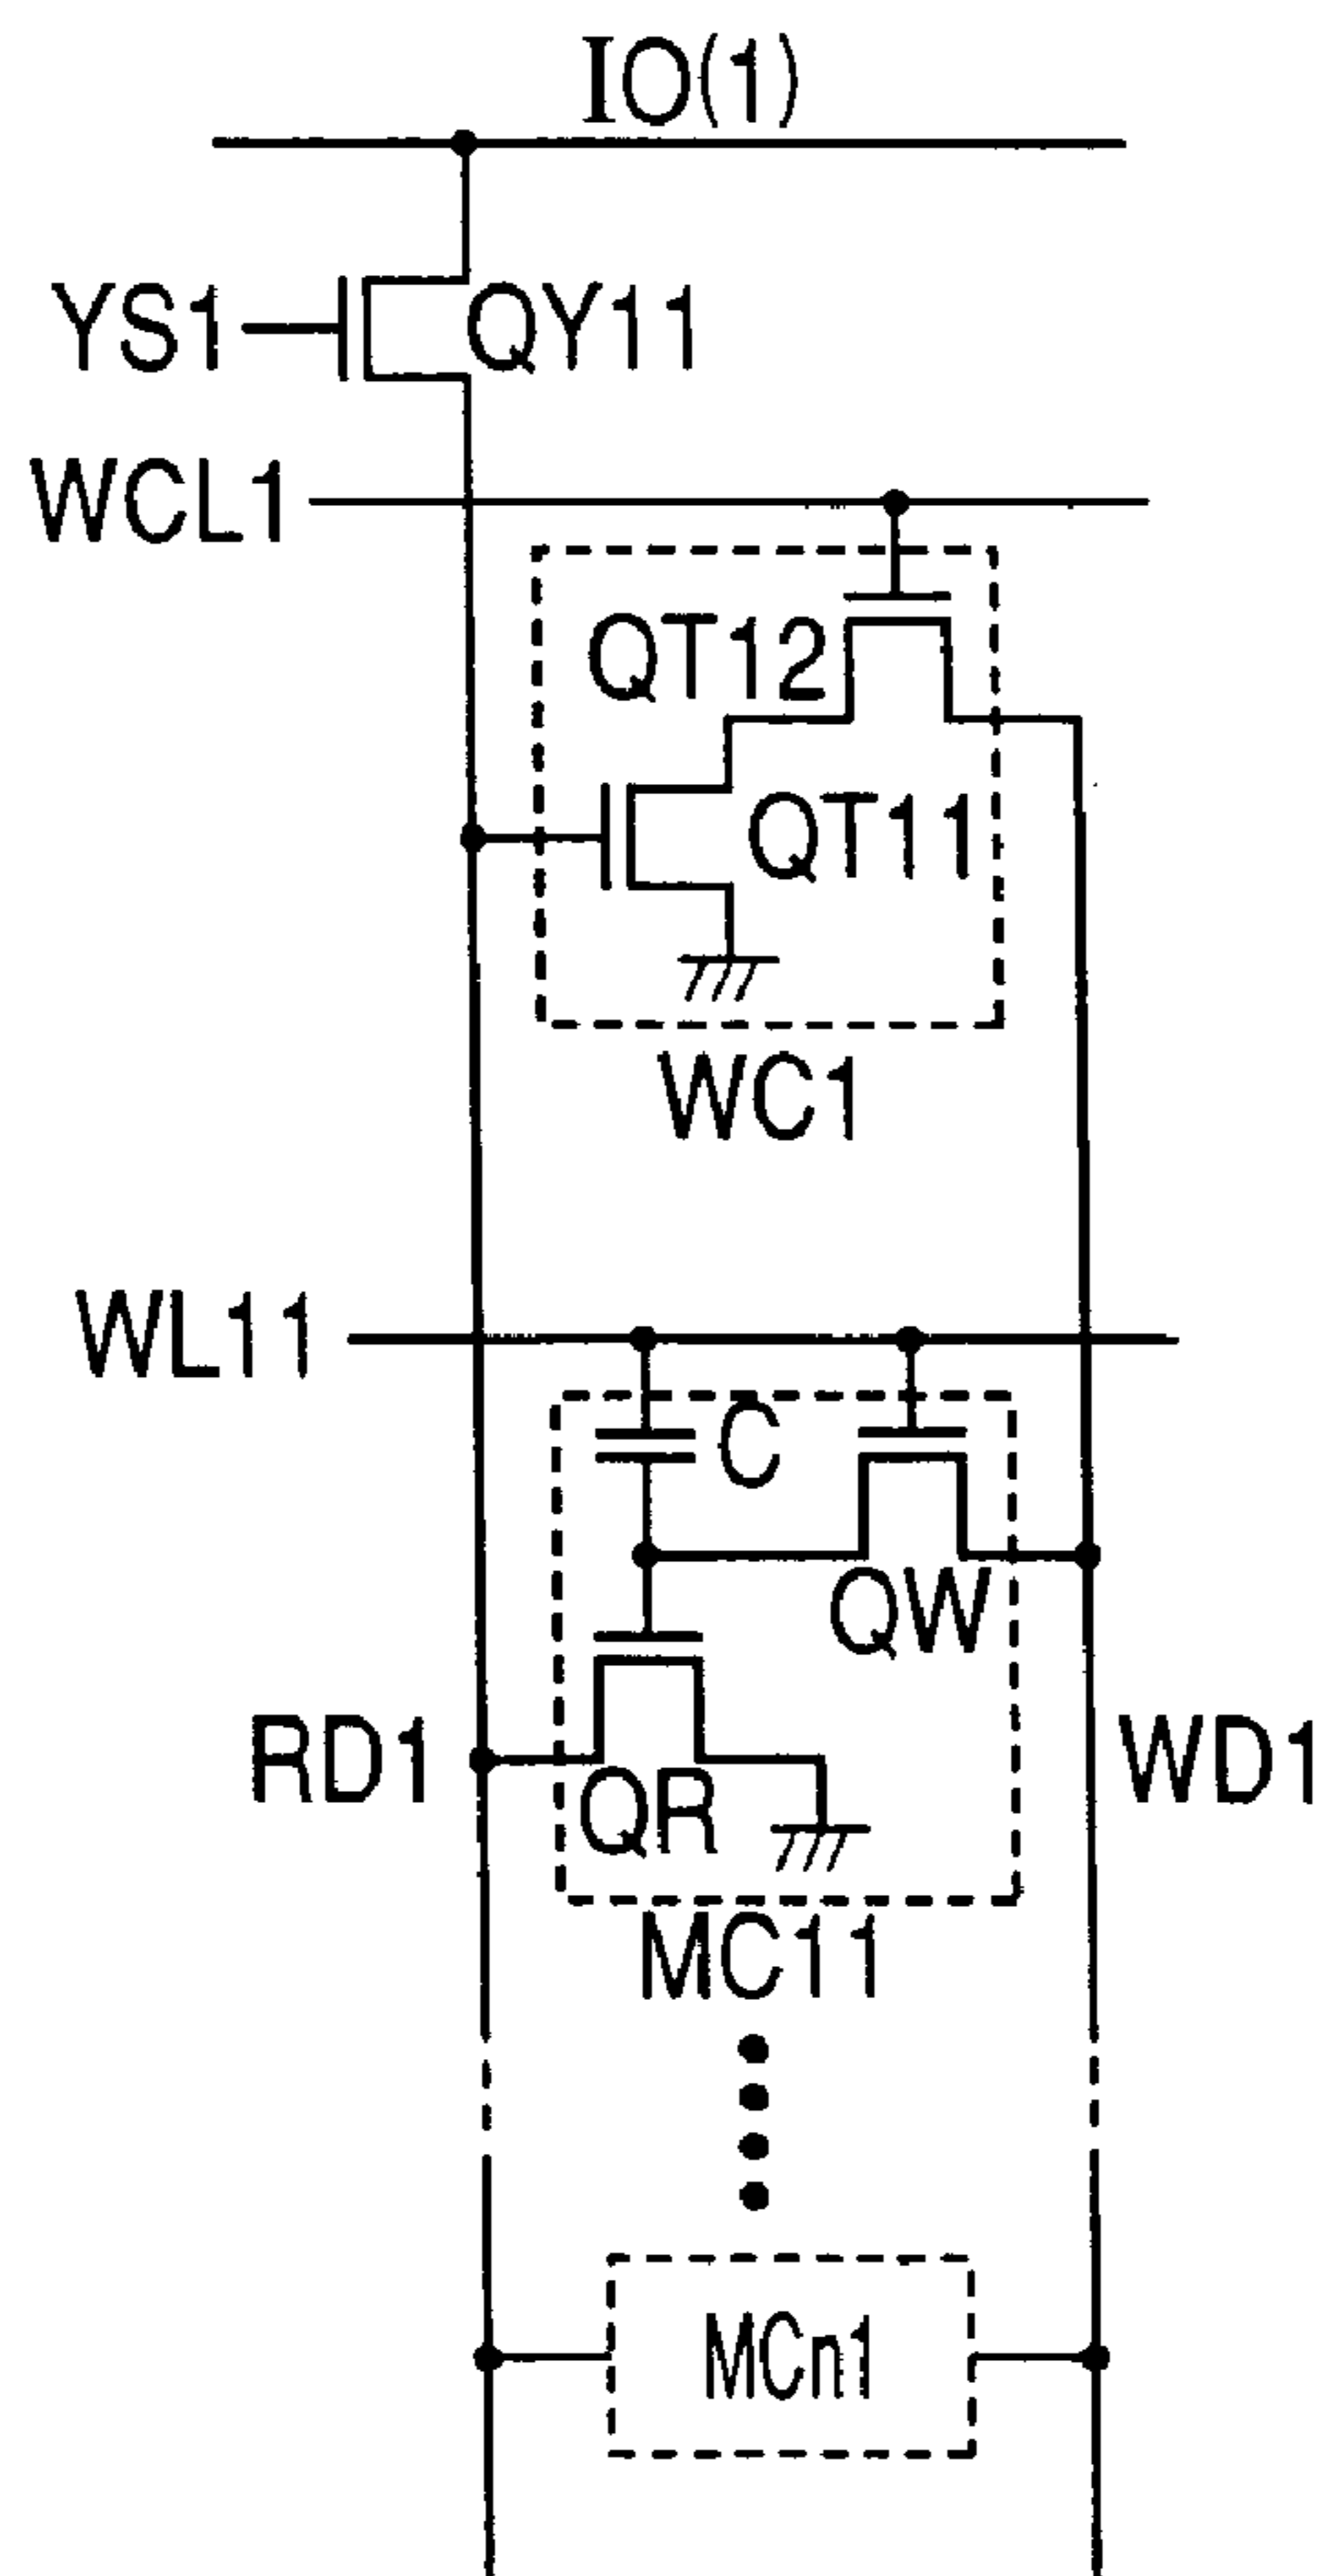 IO(1)
YS1
QY11
WCL1
QT12
QT11
WC1
WL11
C
QW
RD1
QR
WD1
MC11
MCn1